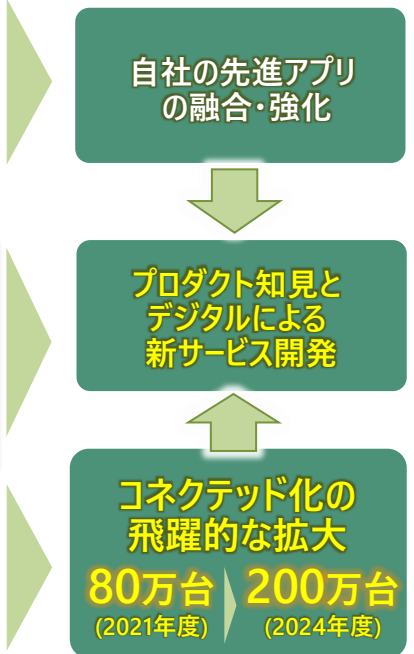 自社の先進アプリ
の融合・強化
プロダクト知見と
デジタルによる
新サービス開発
コネクテッド化の
飛躍的な拡大
80万台 200万台
(2021年度) (2024年度)